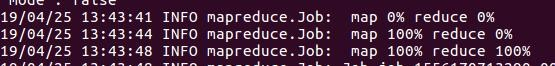 mode : false
19/04/25 13:43:41 INFO mapreduce.Job:  map 0% reduce 0%
19/04/25 13:43:44 INFO mapreduce.Job:  map 100% reduce 0%
19/04/25 13:43:48 INFO mapreduce.Job:  map 100% reduce 100%